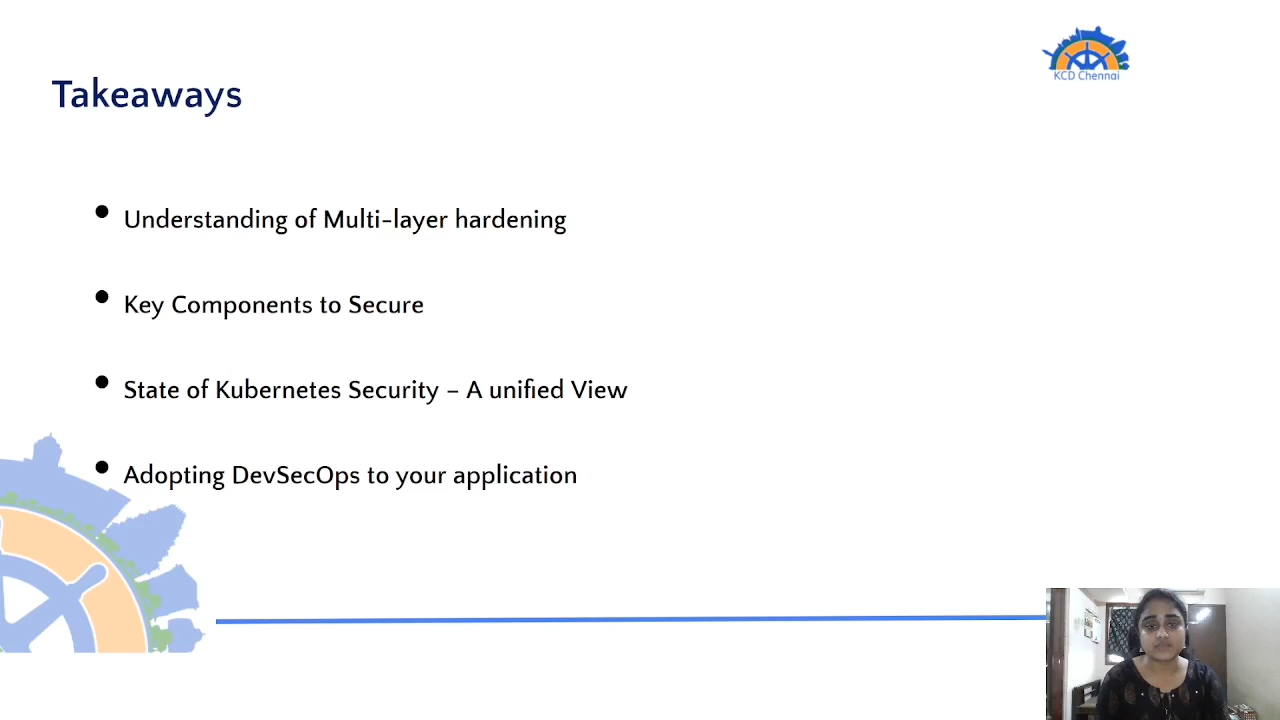 KCD Chennai
Takeaways
• Understanding of Multi-layer hardening
• Key Components to Secure
• State of Kubernetes Security – A unified View
• Adopting DevSecOps to your application